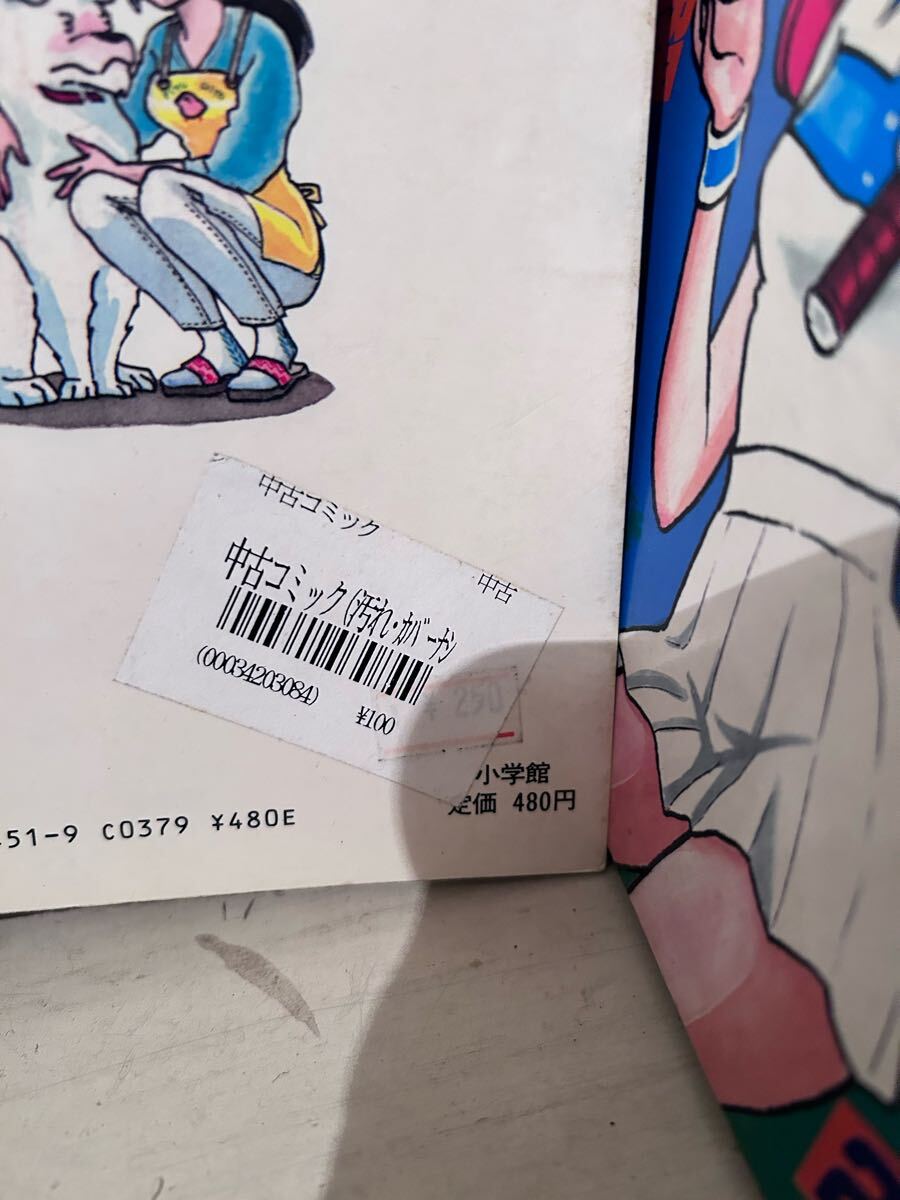 中古コミック
中古
中古コミック(汚れ・カバーナシ
(00034203084)
¥100
¥ 250
小学館
定価 480円
51-9 C0379 ¥480E